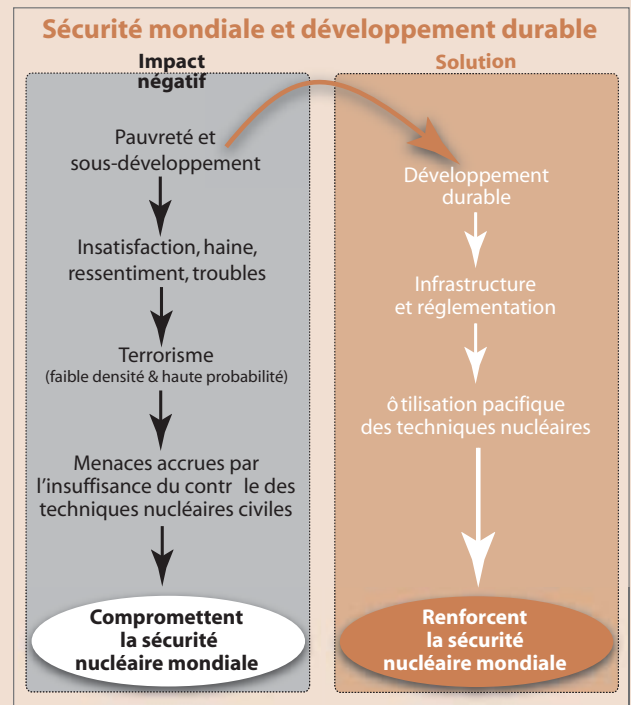 Sécurité mondiale et développement durable
Impact
négatif
Pauvreté et
sous-développement
Insatisfaction, haine,
ressentiment, troubles
Terrorisme
(faible densité & haute probabilité)
Menaces accrues par
l'insuffisance du contr le des
techniques nucléaires civiles
Compromettent
la sécurité
nucléaire mondiale
Solution
Développement
durable
Infrastructure
et réglementation
ô tilisation pacifique
des techniques nucléaires
Renforcent
la sécurité
nucléaire mondiale